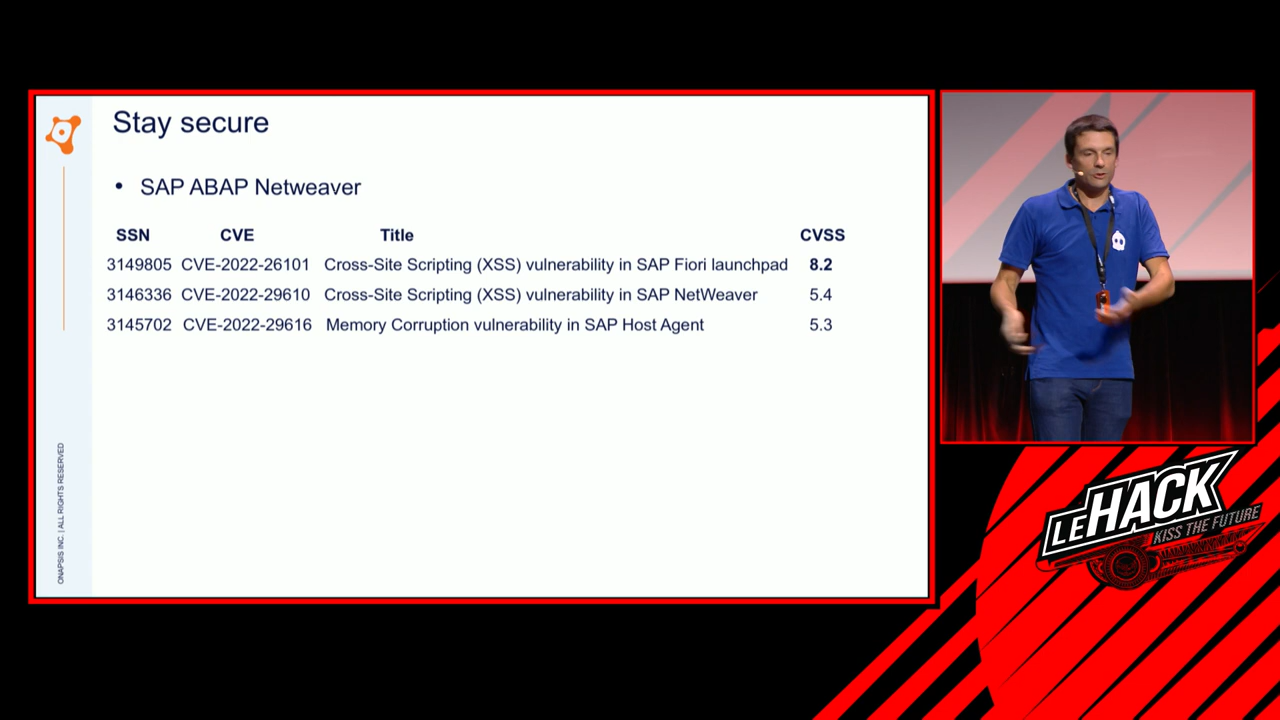 Stay secure
• SAP ABAP Netweaver
SSN CVE Title CVSS
3149805 CVE-2022-26101 Cross-Site Scripting (XSS) vulnerability in SAP Fiori launchpad 8.2
3146336 CVE-2022-29610 Cross-Site Scripting (XSS) vulnerability in SAP NetWeaver 5.4
3145702 CVE-2022-29616 Memory Corruption vulnerability in SAP Host Agent 5.3
ONAPSIS INC. | ALL RIGHTS RESERVED
LEHACK
KISS THE FUTURE